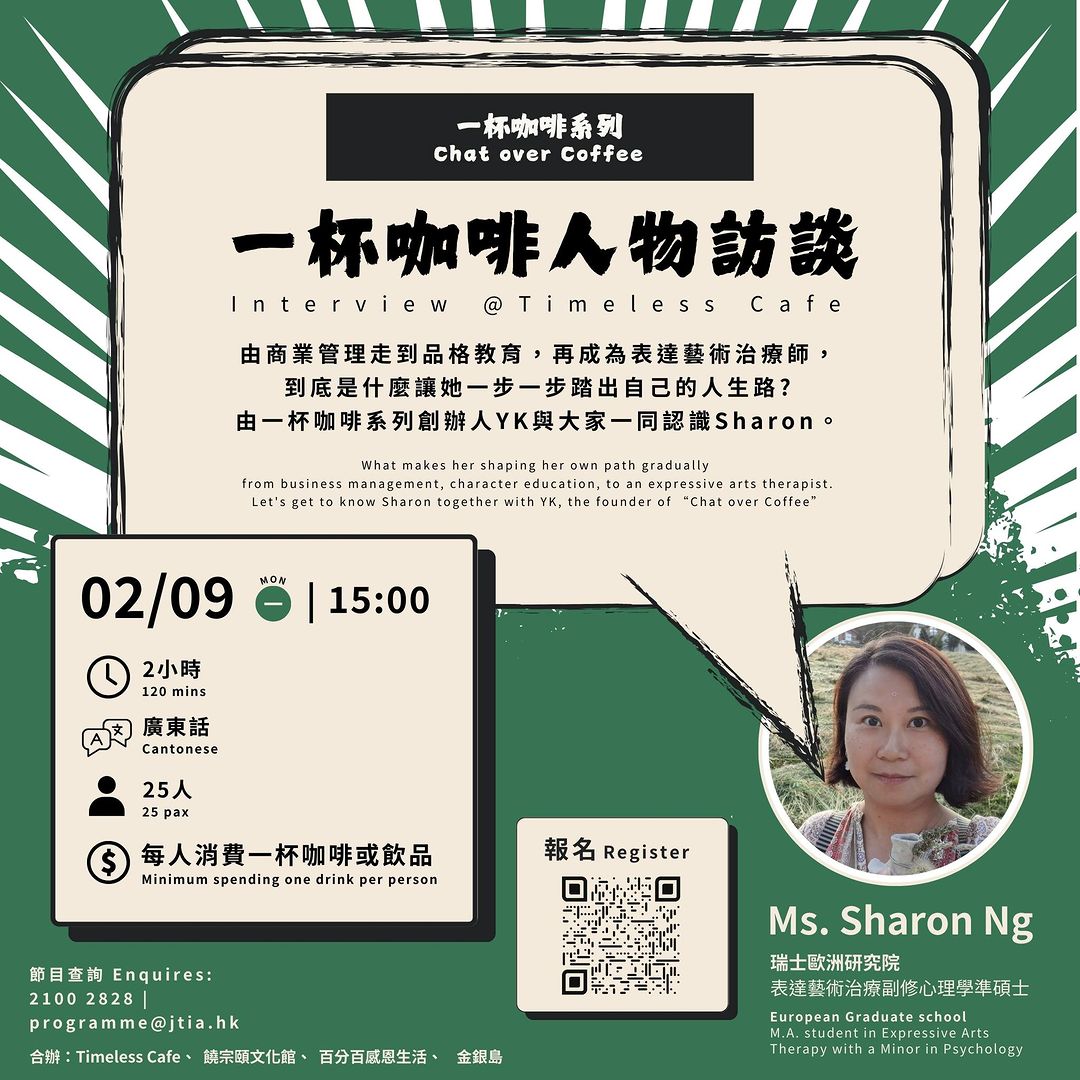 一杯咖啡系列
Chat over Coffee
一杯咖啡人物訪談
Interview @Timeless Cafe
由商業管理走到品格教育，再成為表達藝術治療師，
到底是什麼讓她一步一步踏出自己的人生路?
由一杯咖啡系列創辦人YK與大家一同認識Sharon。
What makes her shaping her own path gradually
from business management, character education, to an expressive arts therapist.
Let's get to know Sharon together with YK, the founder of “Chat over Coffee”
MON
02/09 一 | 15:00
2小時
120 mins
A 文
廣東話
Cantonese
25人
25 pax
$
每人消費一杯咖啡或飲品
Minimum spending one drink per person
報名 Register
Ms. Sharon Ng
瑞士歐洲研究院
表達藝術治療副修心理學準碩士
European Graduate school
M.A. student in Expressive Arts
Therapy with a Minor in Psychology
節目查詢 Enquires:
2100 2828 |
programme@jtia.hk
合辦：Timeless Cafe、 饒宗頤文化館、 百分百感恩生活、 金銀島